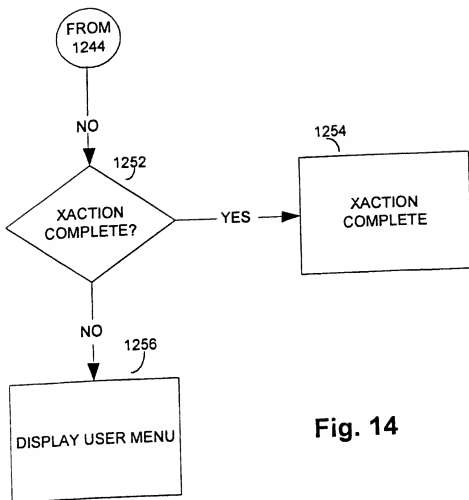 FROM
1244
NO
1252
XACTION
COMPLETE?
YES
1254
XACTION
COMPLETE
NO
1256
DISPLAY USER MENU
Fig. 14